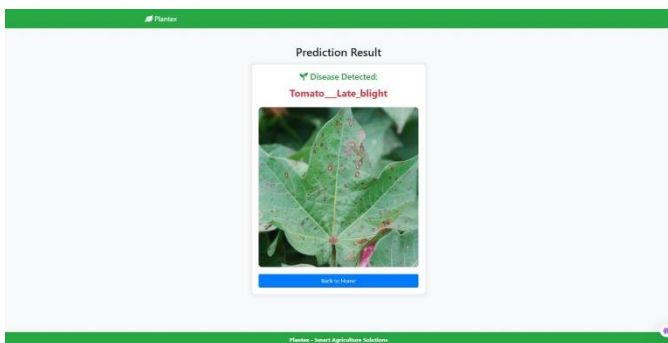 Plantex
Prediction Result
Disease Detected:
Tomato___Late_blight
Back to Home
Plantex - Smart Agriculture Solutions